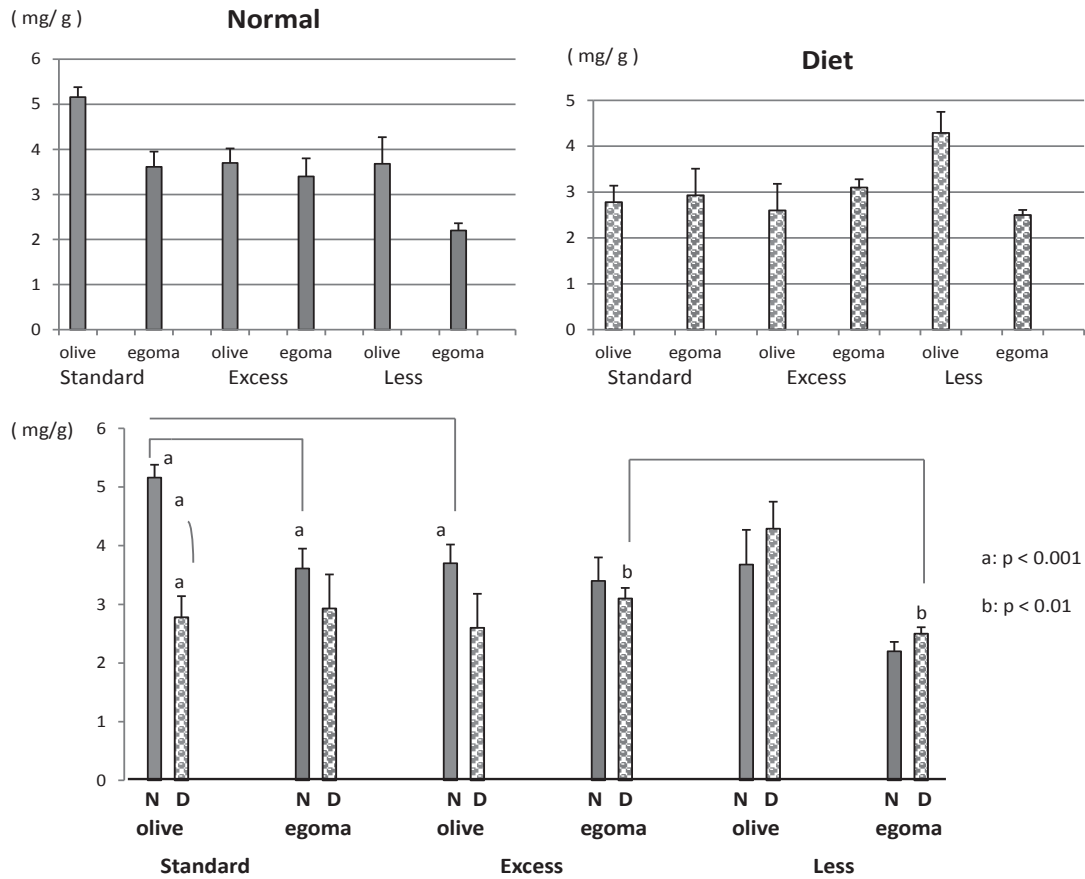 ( mg/ g )
Normal
6
5
4
3
2
1
0
olive egoma olive egoma olive egoma
Standard Excess Less
( mg/ g )
Diet
5
4
3
2
1
0
olive egoma olive egoma olive egoma
Standard Excess Less
( mg/g)
6
5
4
3
2
1
0
a
a
a
a
a
b
b
a: p < 0.001
b: p < 0.01
N D N D N D N D N D N D
olive egoma olive egoma olive egoma
Standard Excess Less